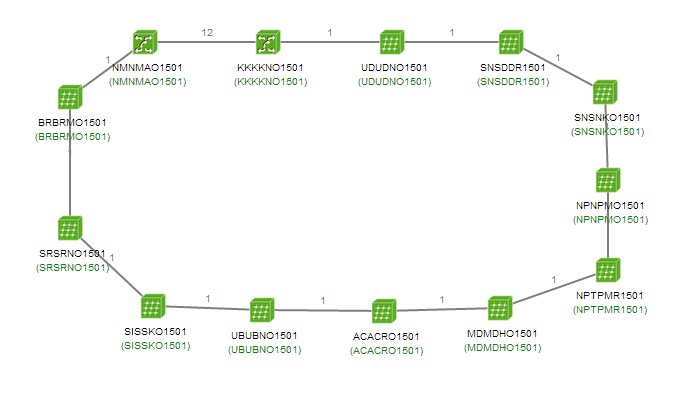 12
1
1
1
NMNMAO1501
(NMNMAO1501)
KKKKNO1501
(KKKKNO1501)
UDUDNO1501
(UDUDNO1501)
SNSDDR1501
(SNSDDR1501)
1
BRBRMO1501
(BRBRMO1501)
SNSNKO1501
(SNSNKO1501)
NPNPMO1501
(NPNPMO1501)
SRSRNO1501
(SRSRNO1501)
1
1
NPTPMR1501
(NPTPMR1501)
1
1
1
SISSKO1501
(SISSKO1501)
UBUBNO1501
(UBUBNO1501)
ACACRO1501
(ACACRO1501)
MDMDHO1501
(MDMDHO1501)